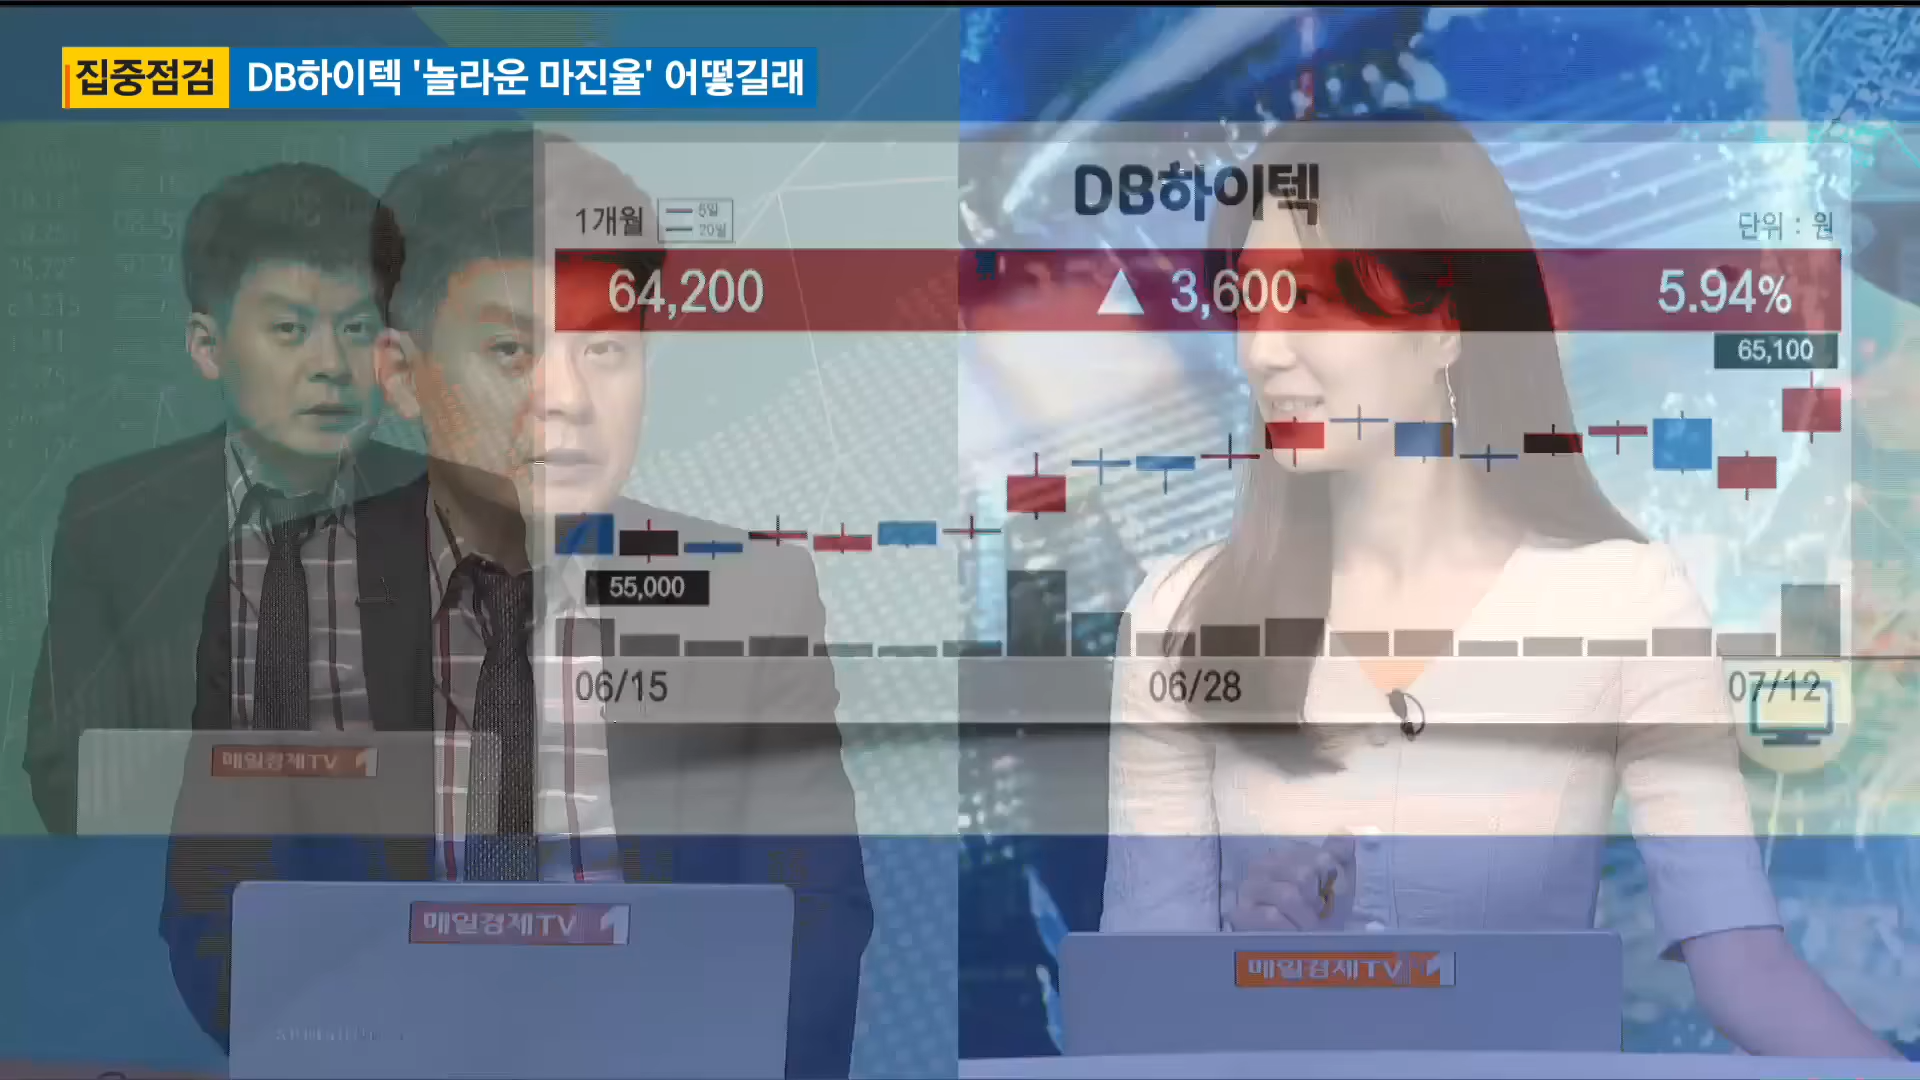 집중점검 DB하이텍 '놀라운 마진율' 어떻길래
DB하이텍
1개월
5일
20일
단위 : 원
64,200 ▲ 3,600 5.94%
65,100
55,000
06/15 06/28 07/12
매일경제TV 1
매일경제TV 1
매일경제TV 1